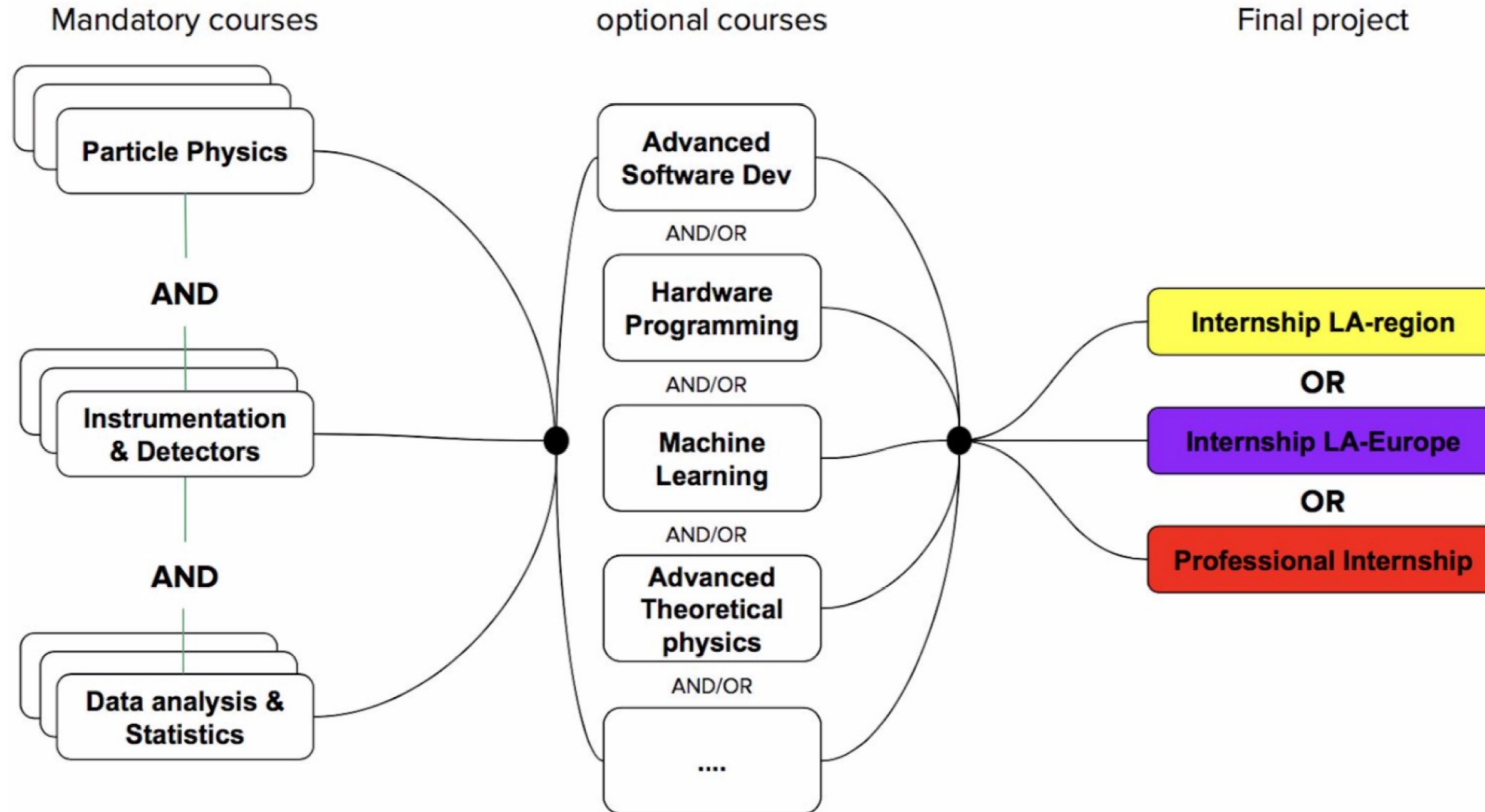 Mandatory courses
Particle Physics
AND
Instrumentation
& Detectors
AND
Data analysis &
Statistics
optional courses
Advanced
Software Dev
AND/OR
Hardware
Programming
AND/OR
Machine
Learning
AND/OR
Advanced
Theoretical
physics
AND/OR
....
Final project
Internship LA-region
OR
Internship LA-Europe
OR
Professional Internship